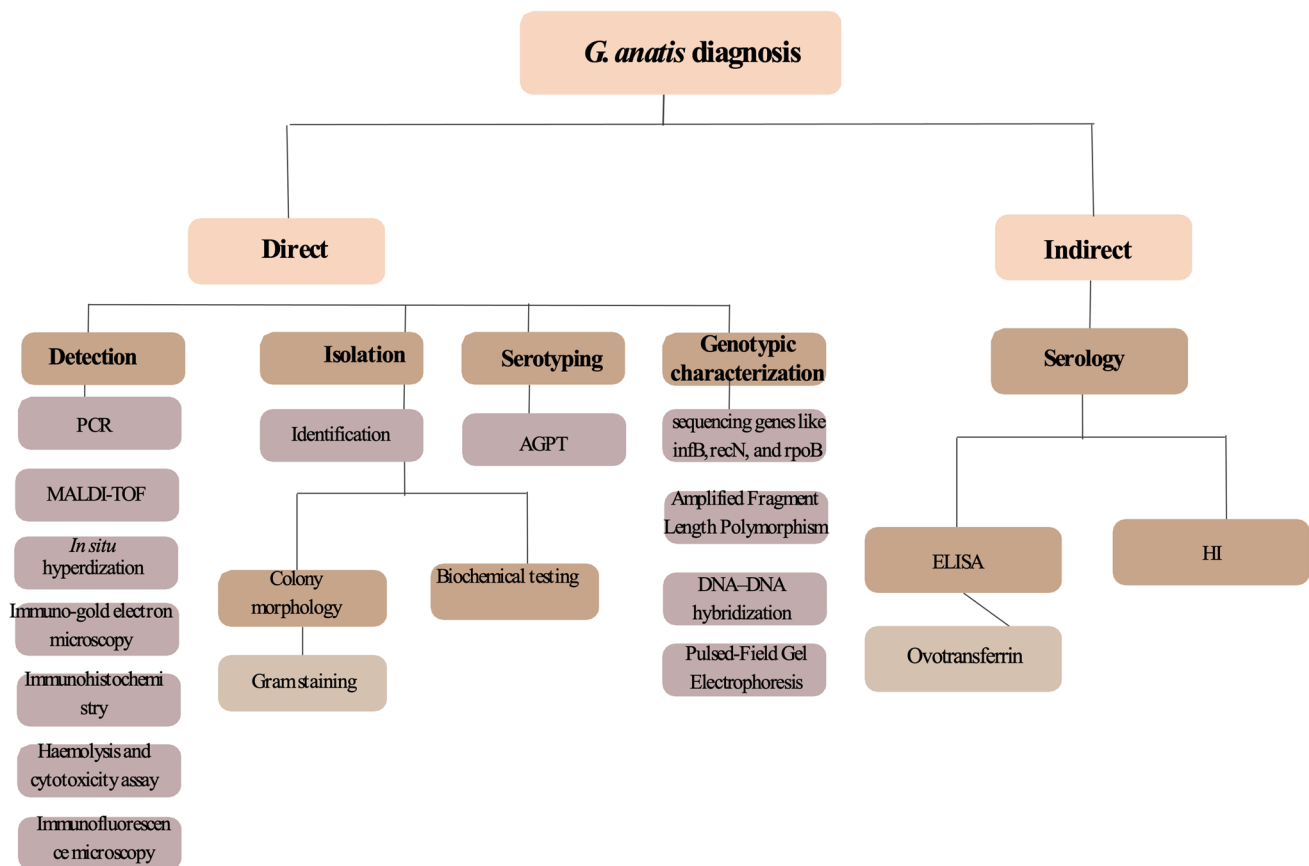 G. anatis diagnosis
Direct
Indirect
Detection
Isolation
Serotyping
Genotypic
characterization
Serology
PCR
Identification
AGPT
sequencing genes like
infB, recN, and rpoB
MALDI-TOF
Amplified Fragment
Length Polymorphism
In situ
hyperdization
ELISA
HI
Colony
morphology
Biochemical testing
DNA–DNA
hybridization
Immuno-gold electron
microscopy
Ovotransferrin
Pulsed-Field Gel
Electrophoresis
Gram staining
Immunohistochemi
stry
Haemolysis and
cytotoxicity assay
Immunofluorescen
ce microscopy